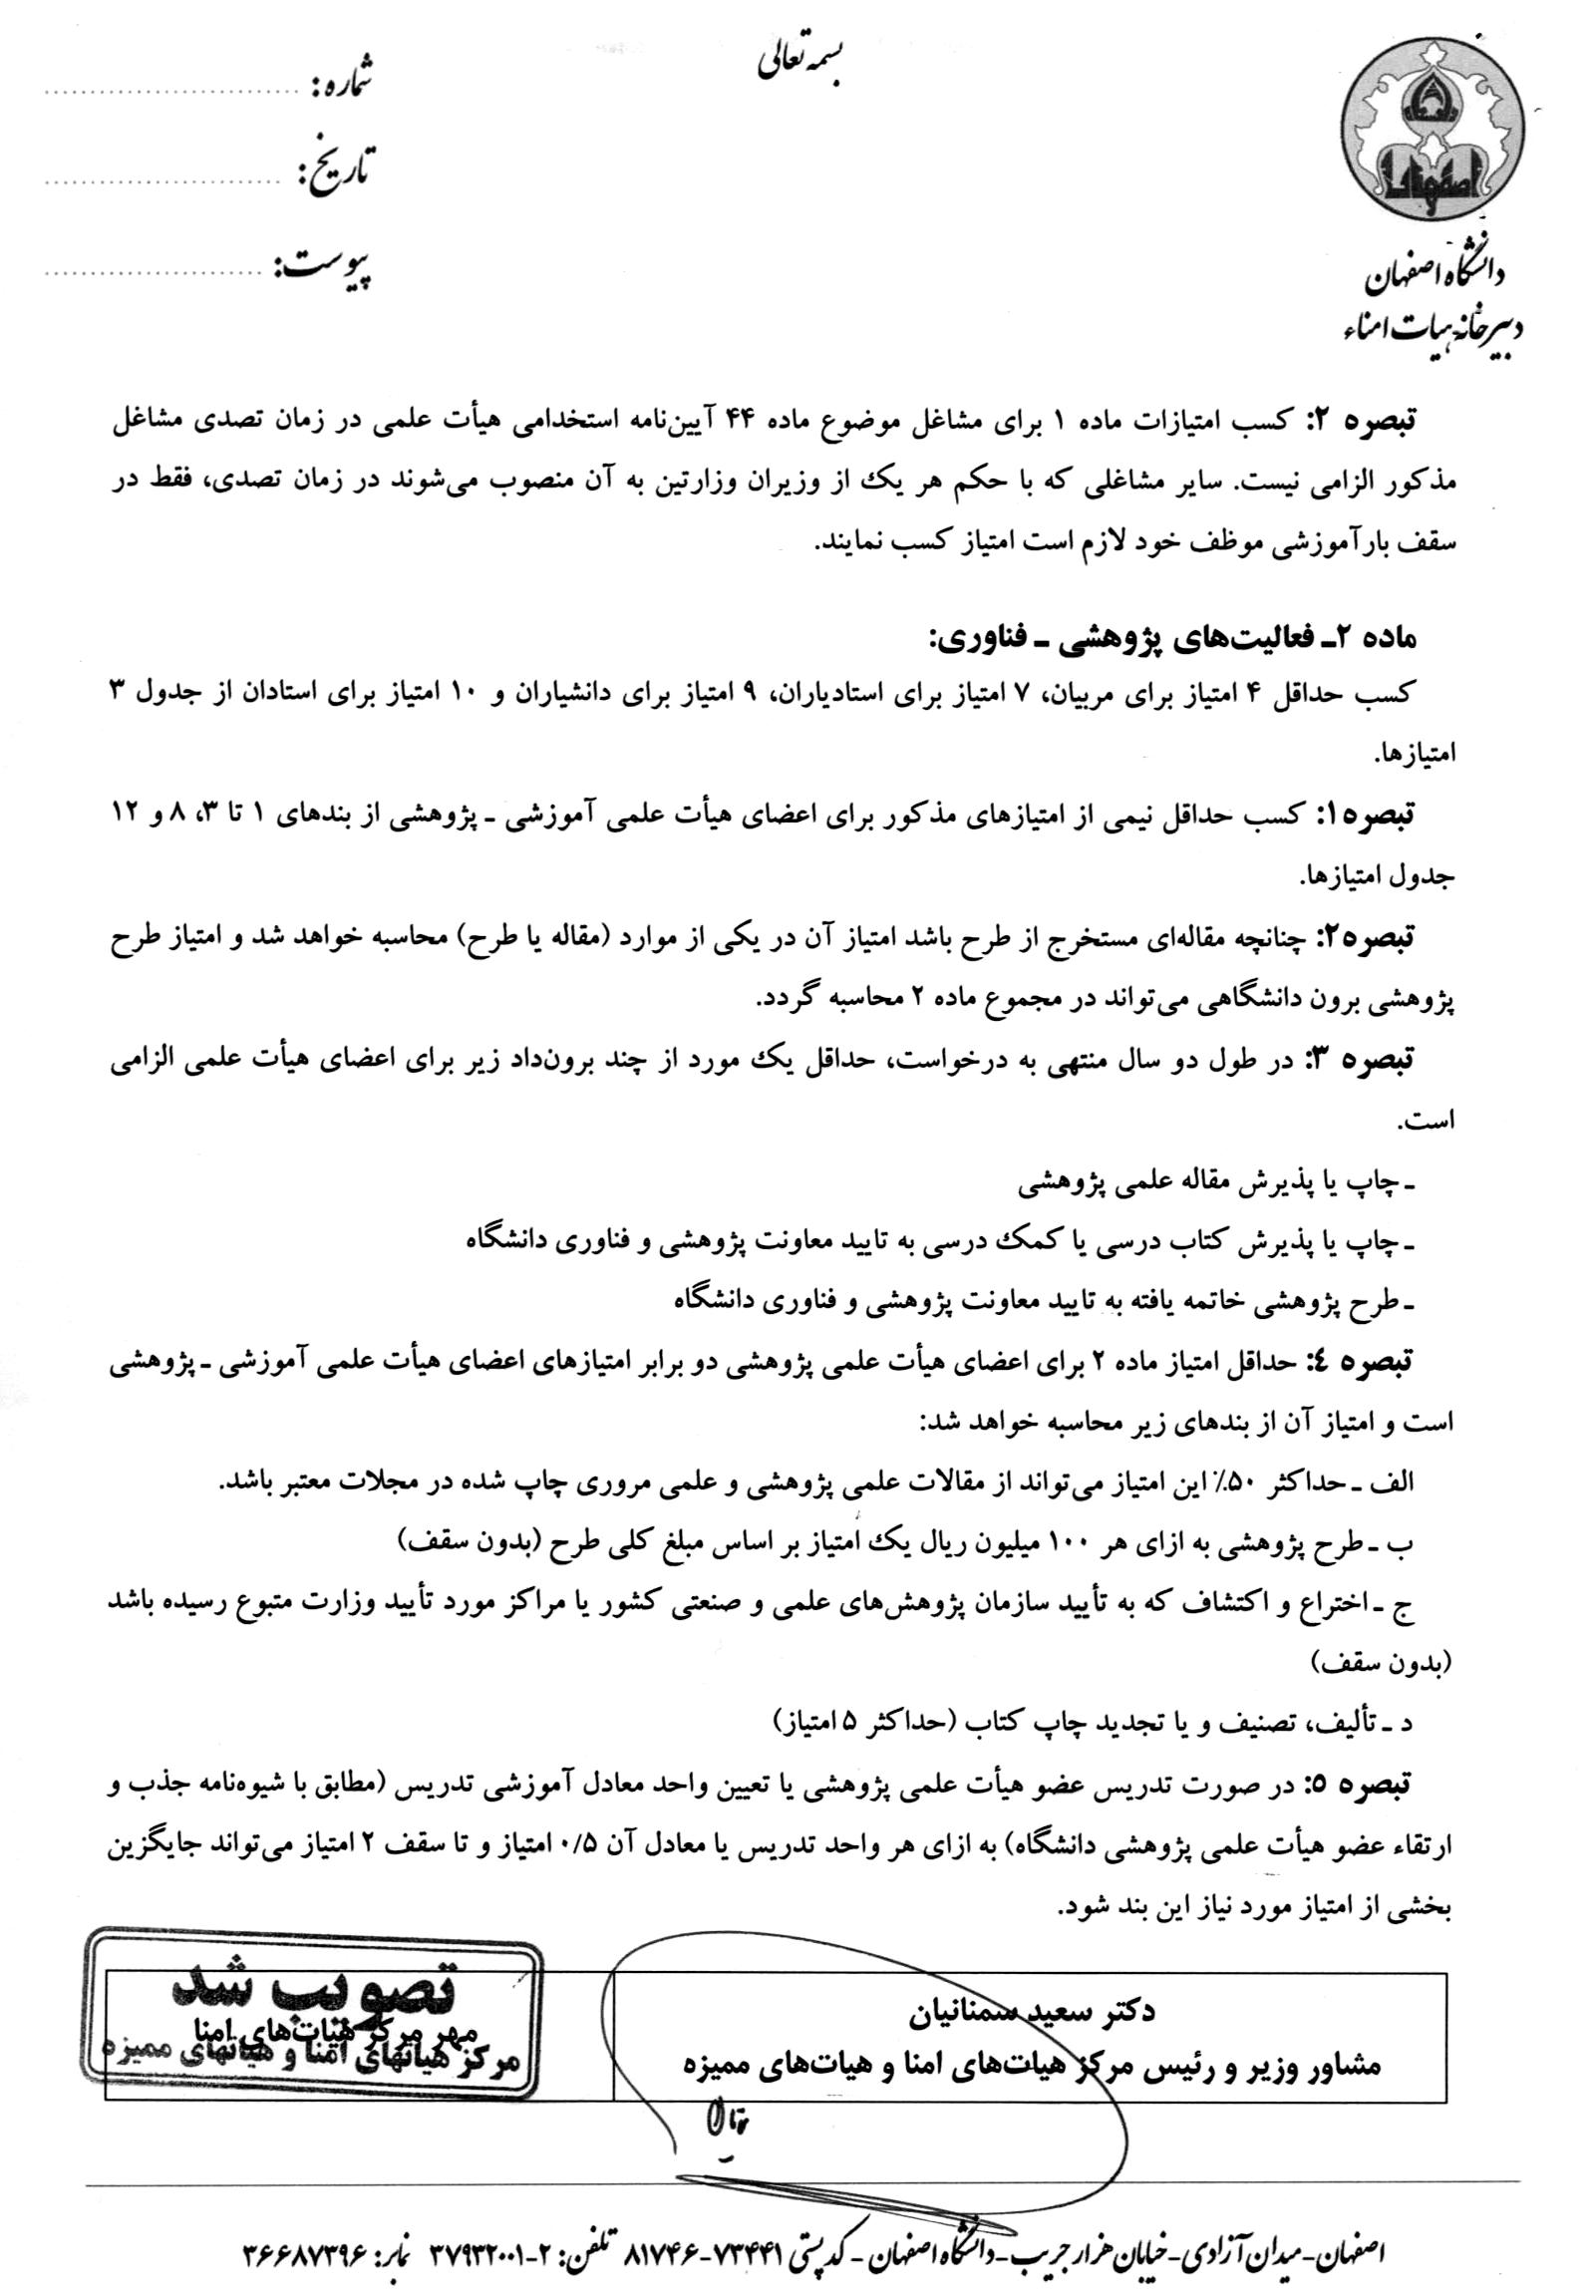 بسمه تعالی
شماره: ............................
تاریخ: ............................
پیوست: ............................
اصفهان
دانشگاه اصفهان
دبیرخانه هیات امناء
تبصره ۲: کسب امتیازات ماده ۱ برای مشاغل موضوع ماده ۴۴ آیین‌نامه استخدامی هیأت علمی در زمان تصدی مشاغل
مذکور الزامی نیست. سایر مشاغلی که با حکم هر یک از وزیران وزارتین به آن منصوب می‌شوند در زمان تصدی، فقط در
سقف بارآموزشی موظف خود لازم است امتیاز کسب نمایند.
ماده ۲ـ فعالیت‌های پژوهشی ـ فناوری:
کسب حداقل ۴ امتیاز برای مربیان، ۷ امتیاز برای استادیاران، ۹ امتیاز برای دانشیاران و ۱۰ امتیاز برای استادان از جدول ۳
امتیازها.
تبصره۱: کسب حداقل نیمی از امتیازهای مذکور برای اعضای هیأت علمی آموزشی ـ پژوهشی از بندهای ۱ تا ۳، ۸ و ۱۲
جدول امتیازها.
تبصره۲: چنانچه مقاله‌ای مستخرج از طرح باشد امتیاز آن در یکی از موارد (مقاله یا طرح) محاسبه خواهد شد و امتیاز طرح
پژوهشی برون دانشگاهی می‌تواند در مجموع ماده ۲ محاسبه گردد.
تبصره ۳: در طول دو سال منتهی به درخواست، حداقل یک مورد از چند برون‌داد زیر برای اعضای هیأت علمی الزامی
است.
ـ چاپ یا پذیرش مقاله علمی پژوهشی
ـ چاپ یا پذیرش کتاب درسی یا کمک درسی به تایید معاونت پژوهشی و فناوری دانشگاه
ـ طرح پژوهشی خاتمه یافته به تایید معاونت پژوهشی و فناوری دانشگاه
تبصره ٤: حداقل امتیاز ماده ۲ برای اعضای هیأت علمی پژوهشی دو برابر امتیازهای اعضای هیأت علمی آموزشی ـ پژوهشی
است و امتیاز آن از بندهای زیر محاسبه خواهد شد:
الف ـ حداکثر ۵۰٪ این امتیاز می‌تواند از مقالات علمی پژوهشی و علمی مروری چاپ شده در مجلات معتبر باشد.
ب ـ طرح پژوهشی به ازای هر ۱۰۰ میلیون ریال یک امتیاز بر اساس مبلغ کلی طرح (بدون سقف)
ج ـ اختراع و اکتشاف که به تأیید سازمان پژوهش‌های علمی و صنعتی کشور یا مراکز مورد تأیید وزارت متبوع رسیده باشد
(بدون سقف)
د ـ تألیف، تصنیف و یا تجدید چاپ کتاب (حداکثر ۵ امتیاز)
تبصره ۵: در صورت تدریس عضو هیأت علمی پژوهشی یا تعیین واحد معادل آموزشی تدریس (مطابق با شیوه‌نامه جذب و
ارتقاء عضو هیأت علمی پژوهشی دانشگاه) به ازای هر واحد تدریس یا معادل آن ۰/۵ امتیاز و تا سقف ۲ امتیاز می‌تواند جایگزین
بخشی از امتیاز مورد نیاز این بند شود.
دکتر سعید سمنانیان
مشاور وزیر و رئیس مرکز هیات‌های امنا و هیات‌های ممیزه
تصویب شد
مهر مرکز هیات‌های امنا
مرکز هیاتهای امنا و هیاتهای ممیزه
اصفهان-میدان آزادی-خیابان هزار جریب-دانشگاه اصفهان - کد پستی ۷۳۴۴۱-۸۱۷۴۶ تلفن: ۲-۳۷۹۳۲۰۰۱ نمابر: ۳۶۶۸۷۳۹۶